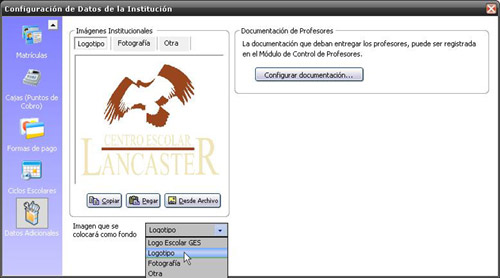 Configuración de Datos de la Institución
Matrículas
Cajas (Puntos de
Cobro)
Formas de pago
Ciclos Escolares
Datos Adicionales
Imágenes Institucionales
Logotipo
Fotografía
Otra
CENTRO ESCOLAR
LANCASTER
Copiar
Pegar
Desde Archivo
Imagen que se
colocará como fondo
Logotipo
Logo Escolar GES
Logotipo
Fotografía
Otra
Documentación de Profesores
La documentación que deban entregar los profesores, puede ser registrada
en el Módulo de Control de Profesores.
Configurar documentación...